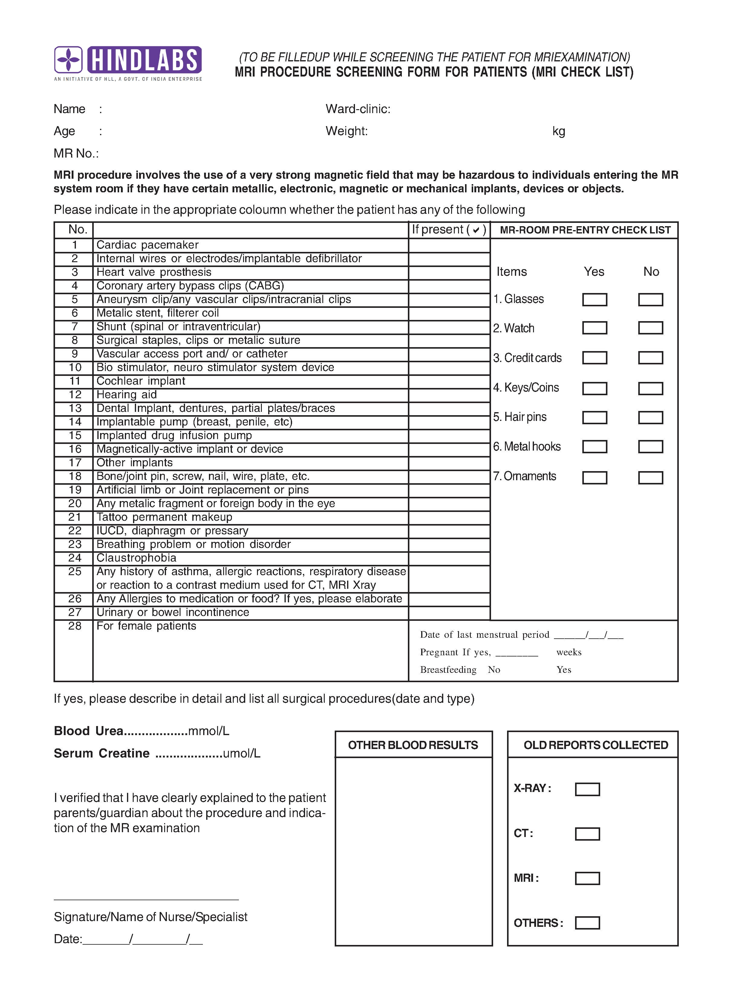 HINDLABS
AN INITIATIVE OF HLL, A GOVT. OF INDIA ENTERPRISE
(TO BE FILLEDUP WHILE SCREENING THE PATIENT FOR MRIEXAMINATION)
MRI PROCEDURE SCREENING FORM FOR PATIENTS (MRI CHECK LIST)
Name :
Ward-clinic:
Age :
Weight: kg
MR No.:
MRI procedure involves the use of a very strong magnetic field that may be hazardous to individuals entering the MR
system room if they have certain metallic, electronic, magnetic or mechanical implants, devices or objects.
Please indicate in the appropriate coloumn whether the patient has any of the following
No. If present (✓)
1 Cardiac pacemaker
2 Internal wires or electrodes/implantable defibrillator
3 Heart valve prosthesis
4 Coronary artery bypass clips (CABG)
5 Aneurysm clip/any vascular clips/intracranial clips
6 Metalic stent, filterer coil
7 Shunt (spinal or intraventricular)
8 Surgical staples, clips or metalic suture
9 Vascular access port and/ or catheter
10 Bio stimulator, neuro stimulator system device
11 Cochlear implant
12 Hearing aid
13 Dental Implant, dentures, partial plates/braces
14 Implantable pump (breast, penile, etc)
15 Implanted drug infusion pump
16 Magnetically-active implant or device
17 Other implants
18 Bone/joint pin, screw, nail, wire, plate, etc.
19 Artificial limb or Joint replacement or pins
20 Any metalic fragment or foreign body in the eye
21 Tattoo permanent makeup
22 IUCD, diaphragm or pressary
23 Breathing problem or motion disorder
24 Claustrophobia
25 Any history of asthma, allergic reactions, respiratory disease
or reaction to a contrast medium used for CT, MRI Xray
26 Any Allergies to medication or food? If yes, please elaborate
27 Urinary or bowel incontinence
28 For female patients
Date of last menstrual period ______/___/___
Pregnant If yes, ________ weeks
Breastfeeding No Yes
MR-ROOM PRE-ENTRY CHECK LIST
Items Yes No
1. Glasses
2. Watch
3. Credit cards
4. Keys/Coins
5. Hair pins
6. Metal hooks
7. Ornaments
If yes, please describe in detail and list all surgical procedures(date and type)
Blood Urea..................mmol/L
Serum Creatine ...................umol/L
I verified that I have clearly explained to the patient
parents/guardian about the procedure and indica-
tion of the MR examination
Signature/Name of Nurse/Specialist
Date:_______/________/__
OTHER BLOOD RESULTS
OLD REPORTS COLLECTED
X-RAY :
CT :
MRI :
OTHERS :